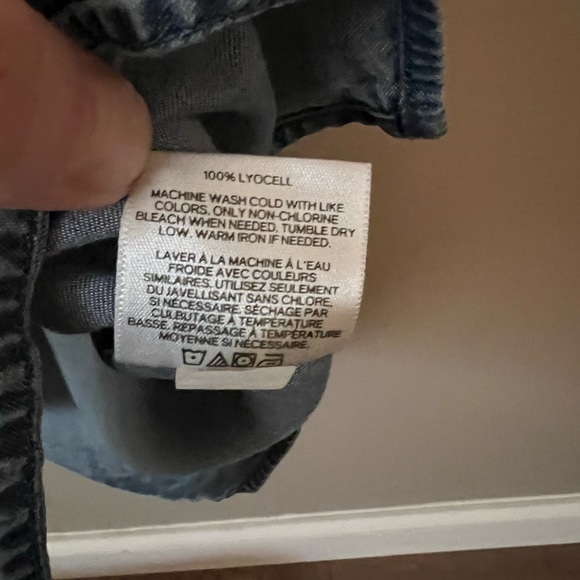 100% LYOCELL
MACHINE WASH COLD WITH LIKE
COLORS. ONLY NON-CHLORINE
BLEACH WHEN NEEDED. TUMBLE DRY
LOW. WARM IRON IF NEEDED.
LAVER À LA MACHINE À L'EAU
FROIDE AVEC COULEURS
SIMILAIRES. UTILISEZ SEULEMENT
DU JAVELLISANT SANS CHLORE,
SI NÉCESSAIRE. SÉCHAGE PAR
CULBUTAGE À TEMPÉRATURE
BASSE. REPASSAGE À TEMPÉRATURE
MOYENNE SI NÉCESSAIRE.